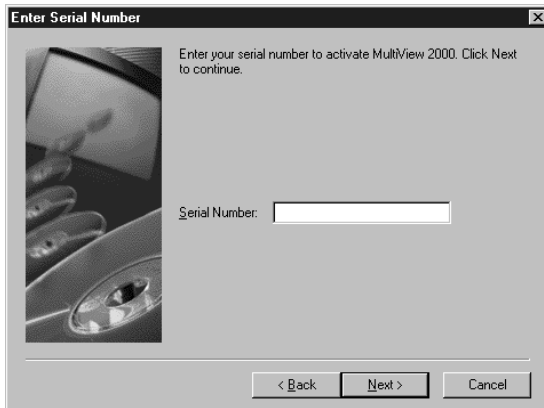 Enter Serial Number
Enter your serial number to activate MultiView 2000. Click Next
to continue.
Serial Number:
< Back
Next >
Cancel